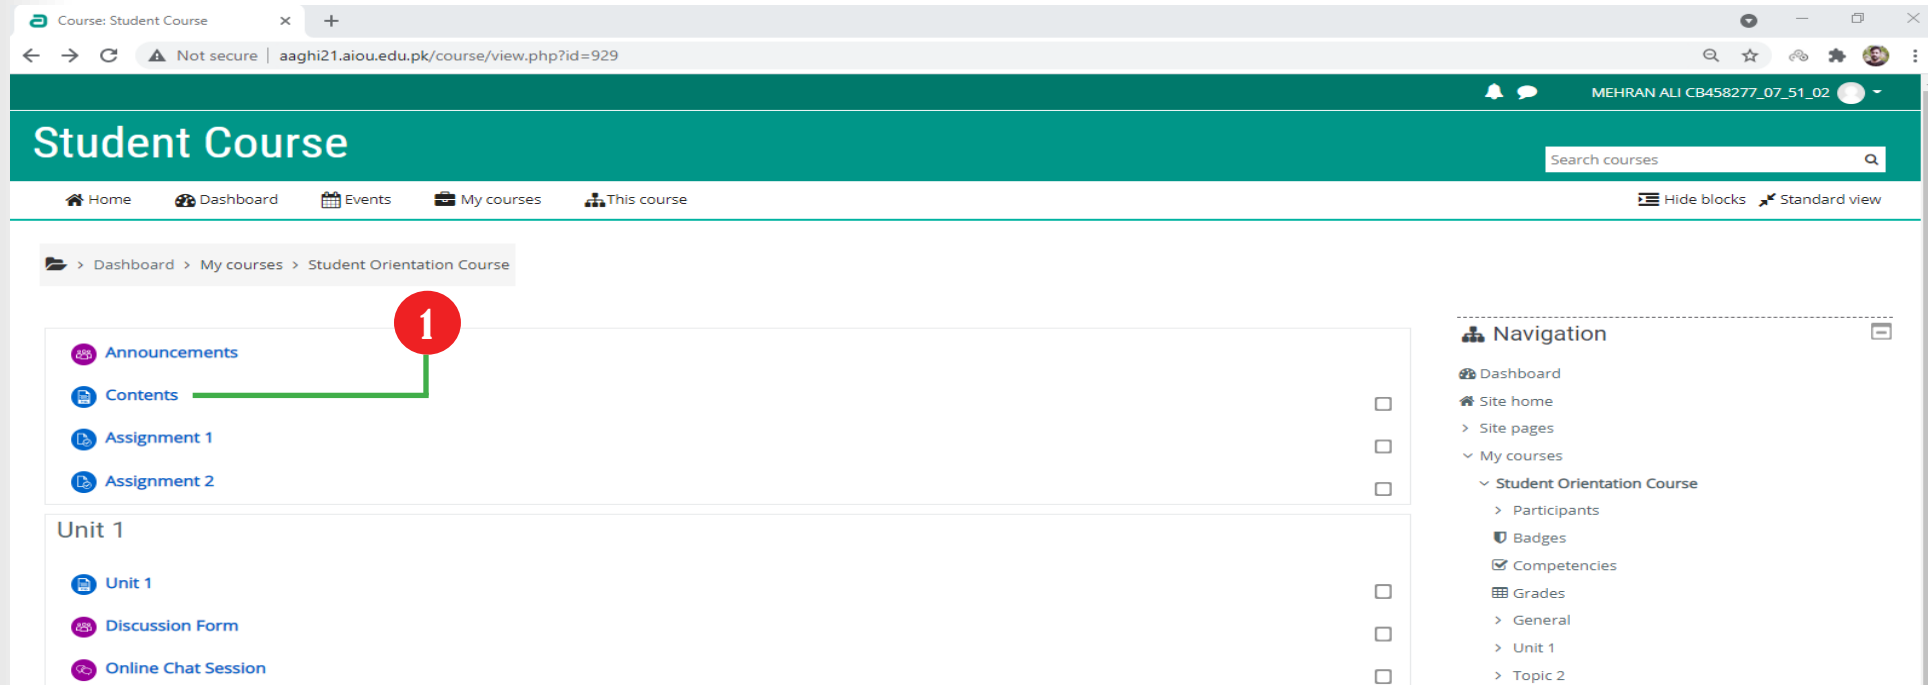 Course: Student Course
Not secure | aaghi21.aiou.edu.pk/course/view.php?id=929
MEHRAN ALI CB458277_07_51_02
Student Course
Search courses
Home Dashboard Events My courses This course Hide blocks Standard view
> Dashboard > My courses > Student Orientation Course
1
Announcements
Contents
Assignment 1
Assignment 2
Unit 1
Unit 1
Discussion Form
Online Chat Session
Navigation
Dashboard
Site home
Site pages
My courses
Student Orientation Course
Participants
Badges
Competencies
Grades
General
Unit 1
Topic 2